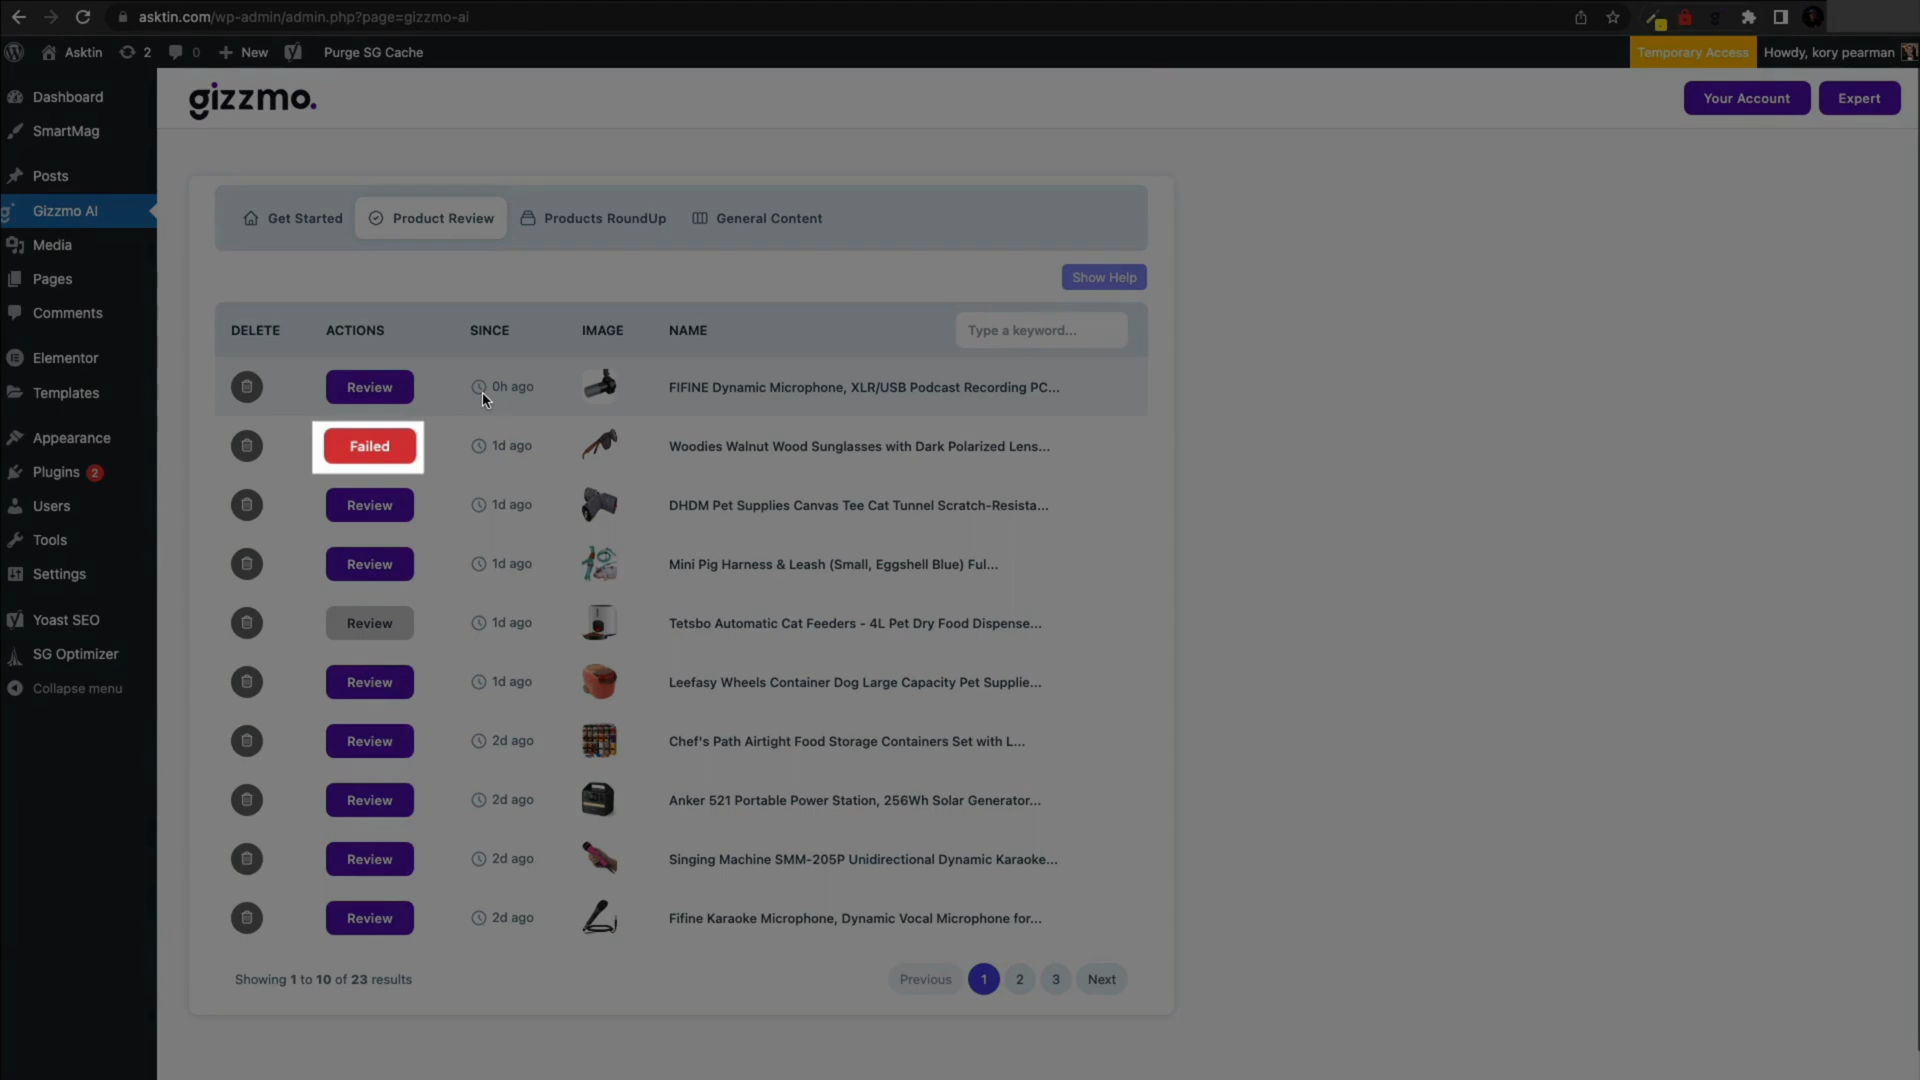 asktin.com/wp-admin/admin.php?page=gizzmo-ai
Asktin 2 0 New Purge SG Cache Temporary Access Howdy, kory pearman
Dashboard
SmartMag
Posts
Gizzmo AI
Media
Pages
Comments
Elementor
Templates
Appearance
Plugins 2
Users
Tools
Settings
Yoast SEO
SG Optimizer
Collapse menu
gizzmo.
Your Account Expert
Get Started Product Review Products RoundUp General Content
Show Help
DELETE ACTIONS SINCE IMAGE NAME Type a keyword...
Review 0h ago FIFINE Dynamic Microphone, XLR/USB Podcast Recording PC...
Failed 1d ago Woodies Walnut Wood Sunglasses with Dark Polarized Lens...
Review 1d ago DHDM Pet Supplies Canvas Tee Cat Tunnel Scratch-Resista...
Review 1d ago Mini Pig Harness & Leash (Small, Eggshell Blue) Ful...
Review 1d ago Tetsbo Automatic Cat Feeders - 4L Pet Dry Food Dispense...
Review 1d ago Leefasy Wheels Container Dog Large Capacity Pet Supplie...
Review 2d ago Chef's Path Airtight Food Storage Containers Set with L...
Review 2d ago Anker 521 Portable Power Station, 256Wh Solar Generator...
Review 2d ago Singing Machine SMM-205P Unidirectional Dynamic Karaoke...
Review 2d ago Fifine Karaoke Microphone, Dynamic Vocal Microphone for...
Showing 1 to 10 of 23 results Previous 1 2 3 Next